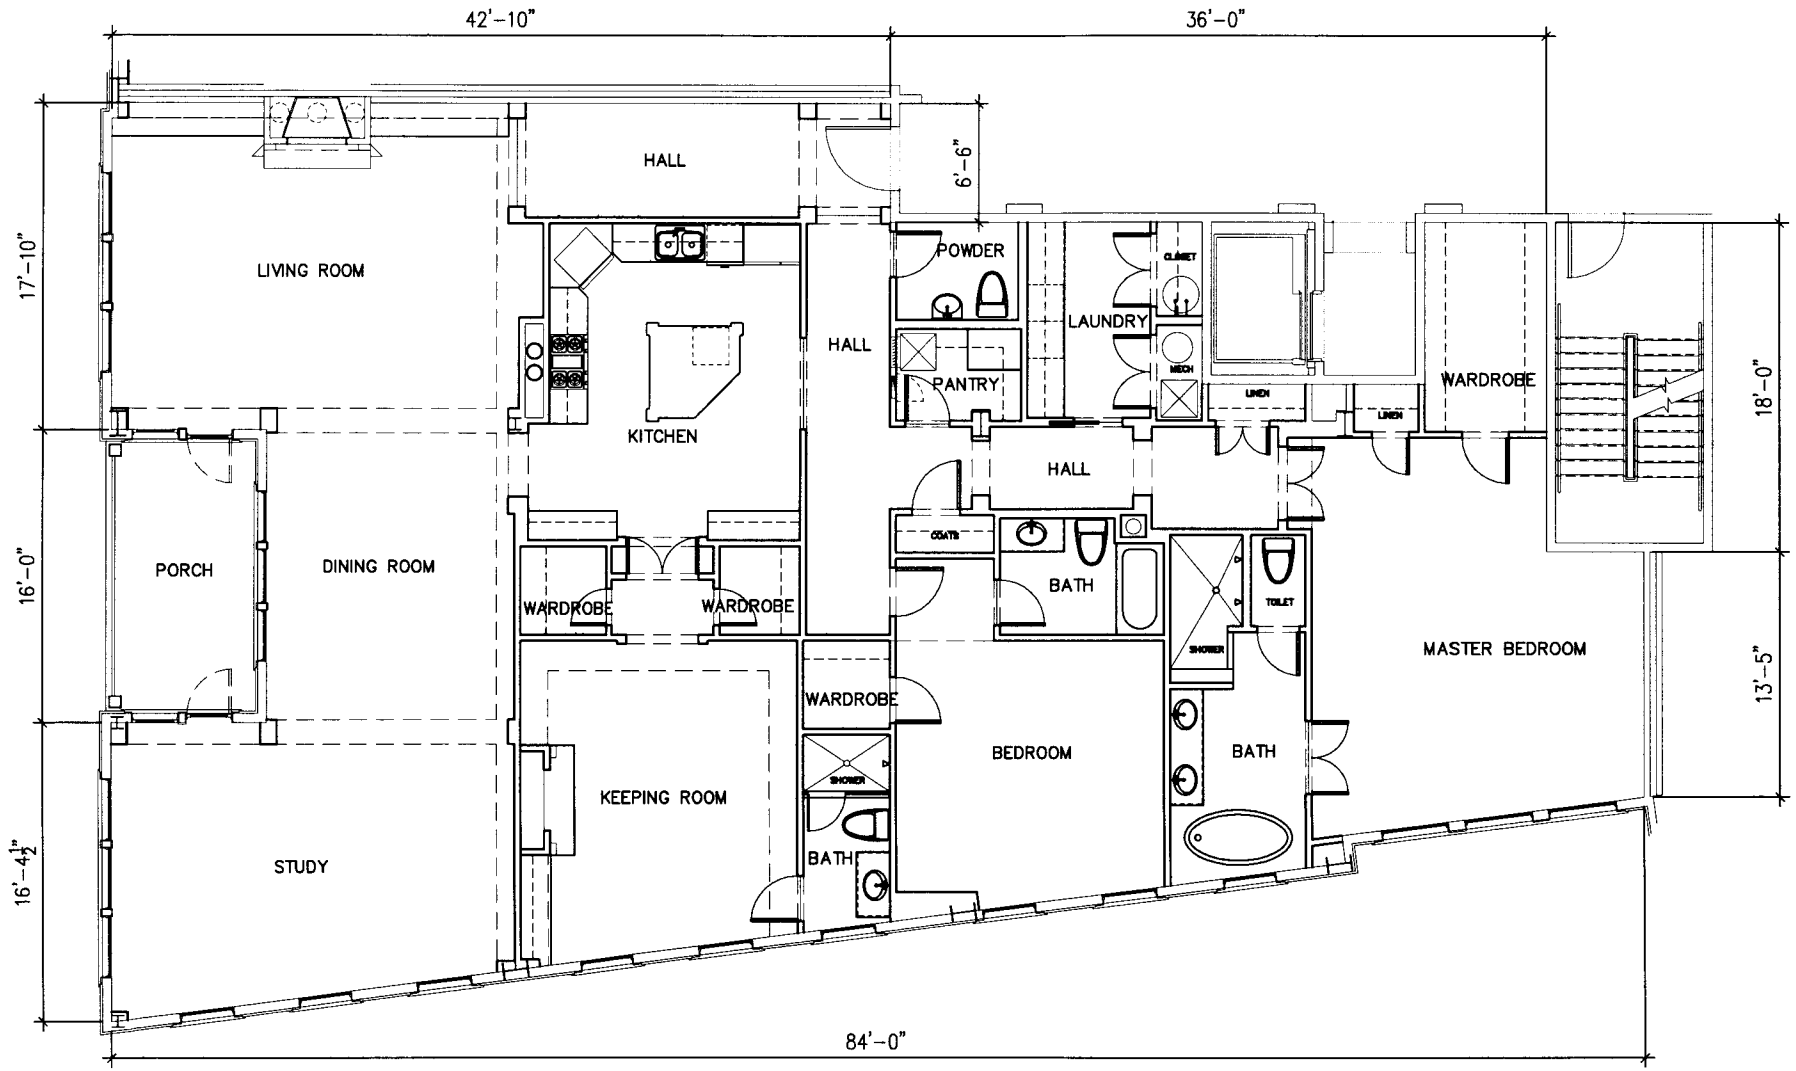 42'-10"
36'-0"
17'-10"
6'-6"
HALL
LIVING ROOM
POWDER
CLOSET
HALL
LAUNDRY
MECH
PANTRY
WARDROBE
LINEN
LINEN
18'-0"
KITCHEN
HALL
COATS
16'-0"
PORCH
DINING ROOM
WARDROBE
WARDROBE
BATH
TOILET
SHOWER
MASTER BEDROOM
13'-5"
WARDROBE
BEDROOM
BATH
SHOWER
KEEPING ROOM
BATH
STUDY
16'-4 1/2"
84'-0"